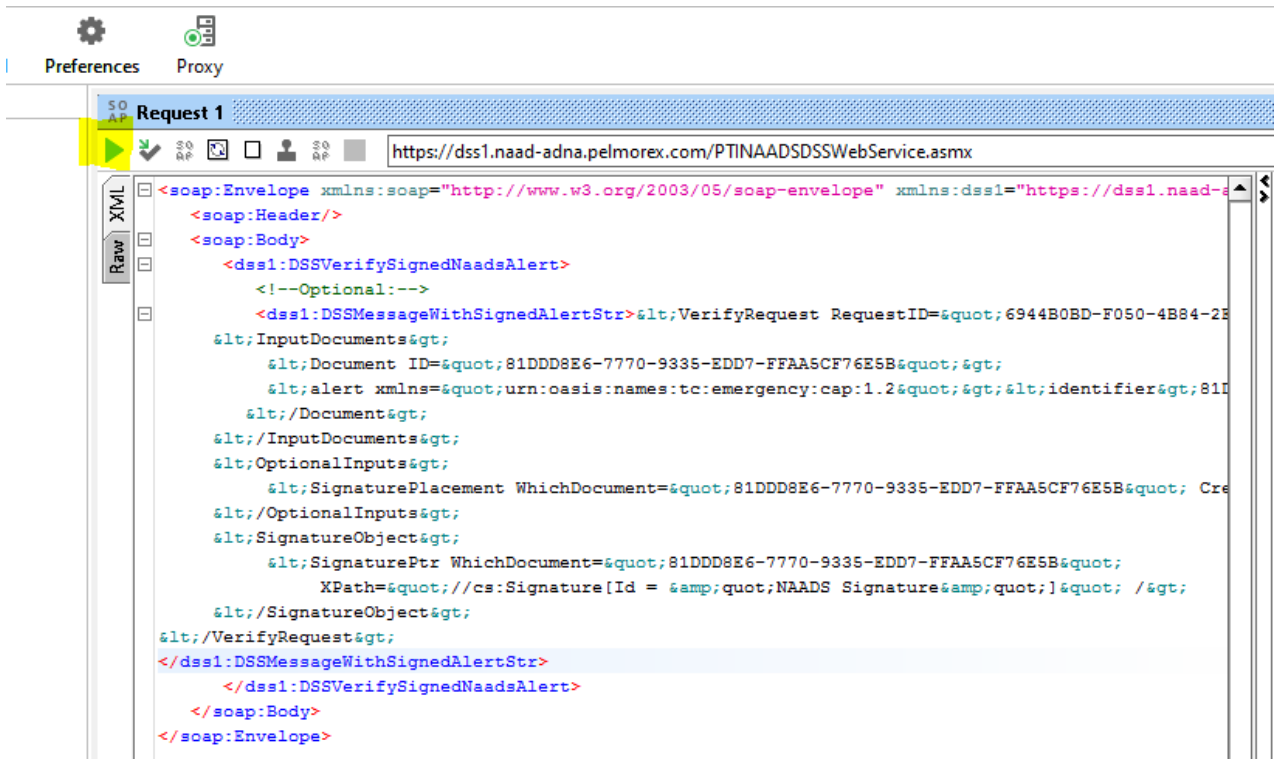 Preferences
Proxy
SOAP Request 1
SOAP SOAP https://dss1.naad-adna.pelmorex.com/PTINAADSDSSWebService.asmx
XML
Raw
<soap:Envelope xmlns:soap="http://www.w3.org/2003/05/soap-envelope" xmlns:dss1="https://dss1.naad-a
<soap:Header/>
<soap:Body>
<dss1:DSSVerifySignedNaadsAlert>
<!--Optional:-->
<dss1:DSSMessageWithSignedAlertStr>&lt;VerifyRequest RequestID=&quot;6944B0BD-F050-4B84-2E
&lt;InputDocuments&gt;
&lt;Document ID=&quot;81DDD8E6-7770-9335-EDD7-FFAA5CF76E5B&quot;&gt;
&lt;alert xmlns=&quot;urn:oasis:names:tc:emergency:cap:1.2&quot;&gt;&lt;identifier&gt;81D
&lt;/Document&gt;
&lt;/InputDocuments&gt;
&lt;OptionalInputs&gt;
&lt;SignaturePlacement WhichDocument=&quot;81DDD8E6-7770-9335-EDD7-FFAA5CF76E5B&quot; Cre
&lt;/OptionalInputs&gt;
&lt;SignatureObject&gt;
&lt;SignaturePtr WhichDocument=&quot;81DDD8E6-7770-9335-EDD7-FFAA5CF76E5B&quot;
XPath=&quot;//cs:Signature[Id = &amp;quot;NAADS Signature&amp;quot;]&quot; /&gt;
&lt;/SignatureObject&gt;
&lt;/VerifyRequest&gt;
</dss1:DSSMessageWithSignedAlertStr>
</dss1:DSSVerifySignedNaadsAlert>
</soap:Body>
</soap:Envelope>